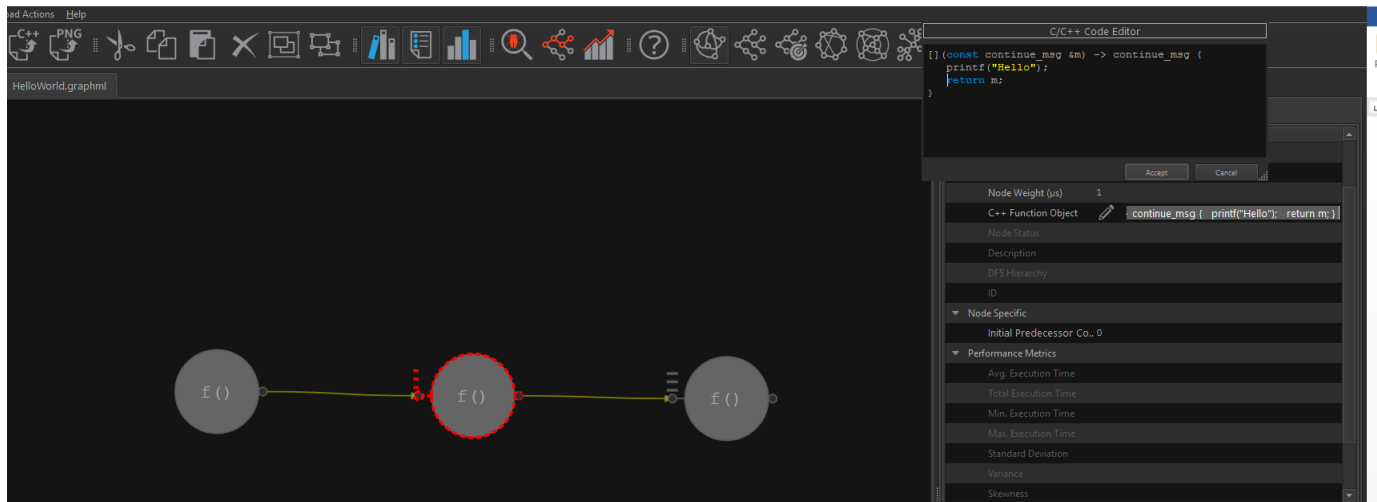 oad Actions Help
C++ PNG
HelloWorld.graphml
C/C++ Code Editor
[](const continue_msg &m) -> continue_msg {
printf("Hello");
return m;
}
Accept Cancel
Node Weight (µs) 1
C++ Function Object continue_msg { printf("Hello"); return m; }
Node Status
Description
DFS Hierarchy
ID
Node Specific
Initial Predecessor Co.. 0
Performance Metrics
Avg. Execution Time
Total Execution Time
Min. Execution Time
Max. Execution Time
Standard Deviation
Variance
Skewness
f() f() f()